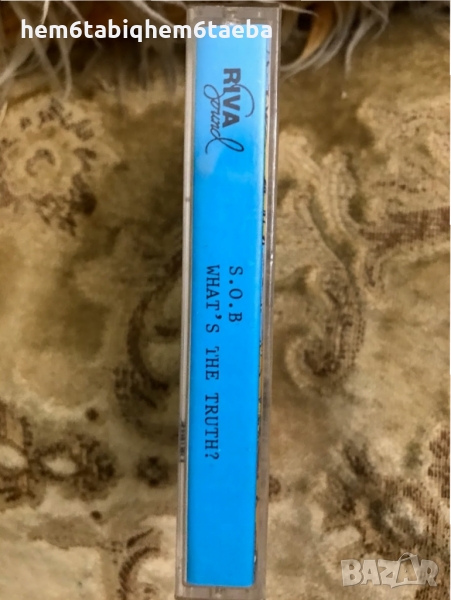 hem6tabiqhem6taeba
RIVA
Sound
S.O.B
WHAT'S THE TRUTH?
BAZAR